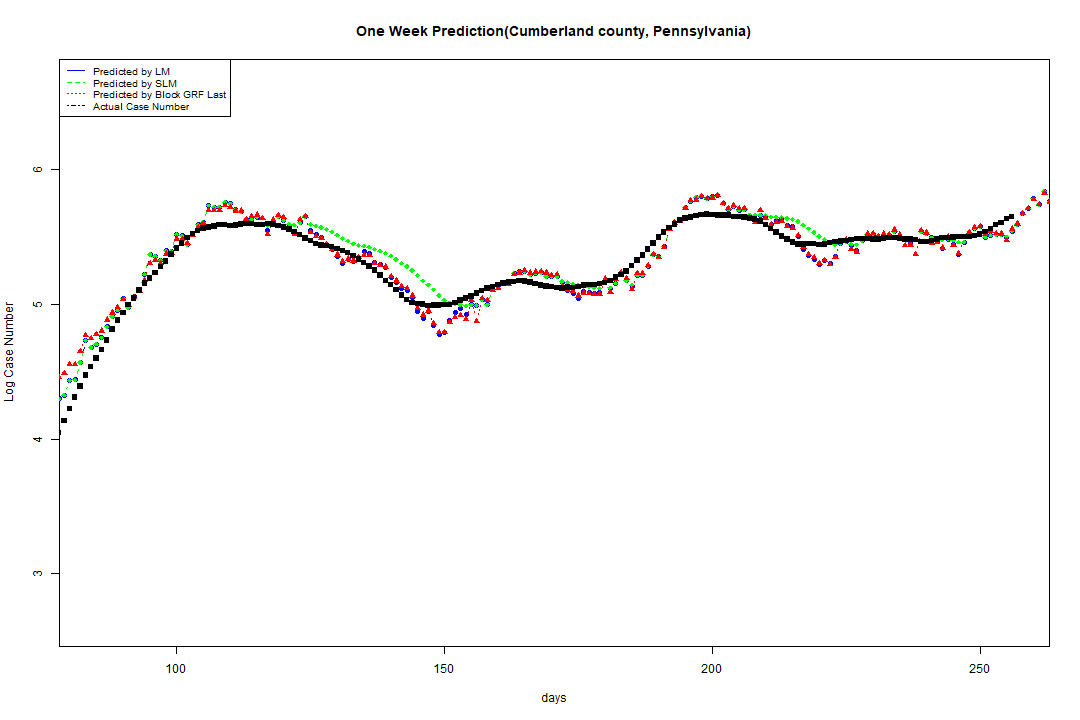 One Week Prediction(Cumberland county, Pennsylvania)
Predicted by LM
Predicted by SLM
Predicted by Block GRF Last
Actual Case Number
6
5
4
3
Log Case Number
100
150
200
250
days